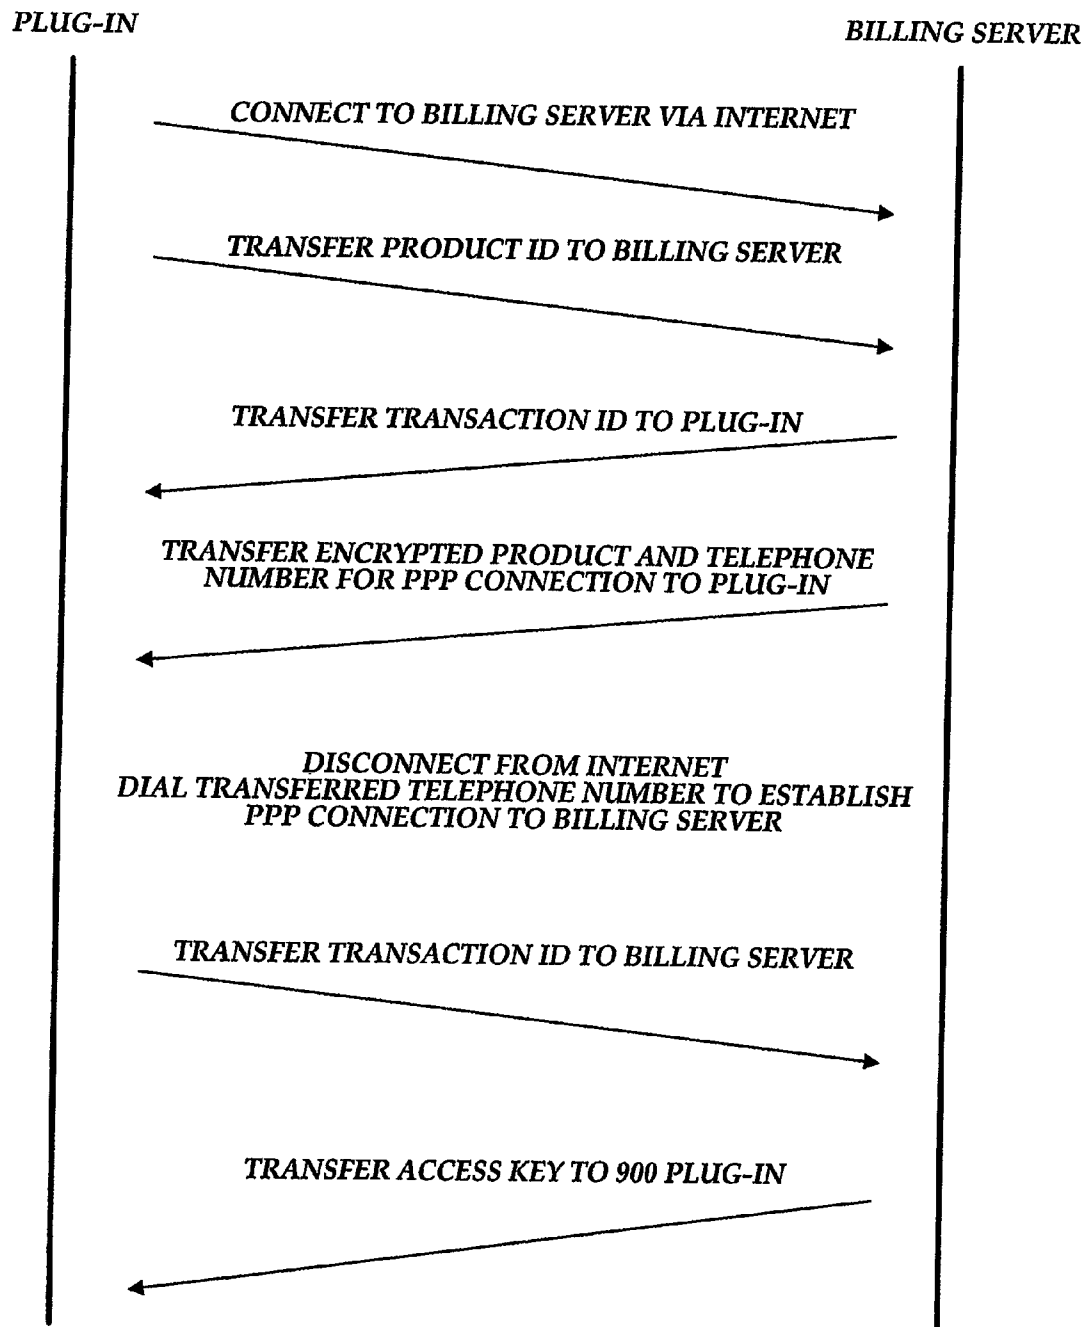 PLUG-IN
BILLING SERVER
CONNECT TO BILLING SERVER VIA INTERNET
TRANSFER PRODUCT ID TO BILLING SERVER
TRANSFER TRANSACTION ID TO PLUG-IN
TRANSFER ENCRYPTED PRODUCT AND TELEPHONE
NUMBER FOR PPP CONNECTION TO PLUG-IN
DISCONNECT FROM INTERNET
DIAL TRANSFERRED TELEPHONE NUMBER TO ESTABLISH
PPP CONNECTION TO BILLING SERVER
TRANSFER TRANSACTION ID TO BILLING SERVER
TRANSFER ACCESS KEY TO 900 PLUG-IN